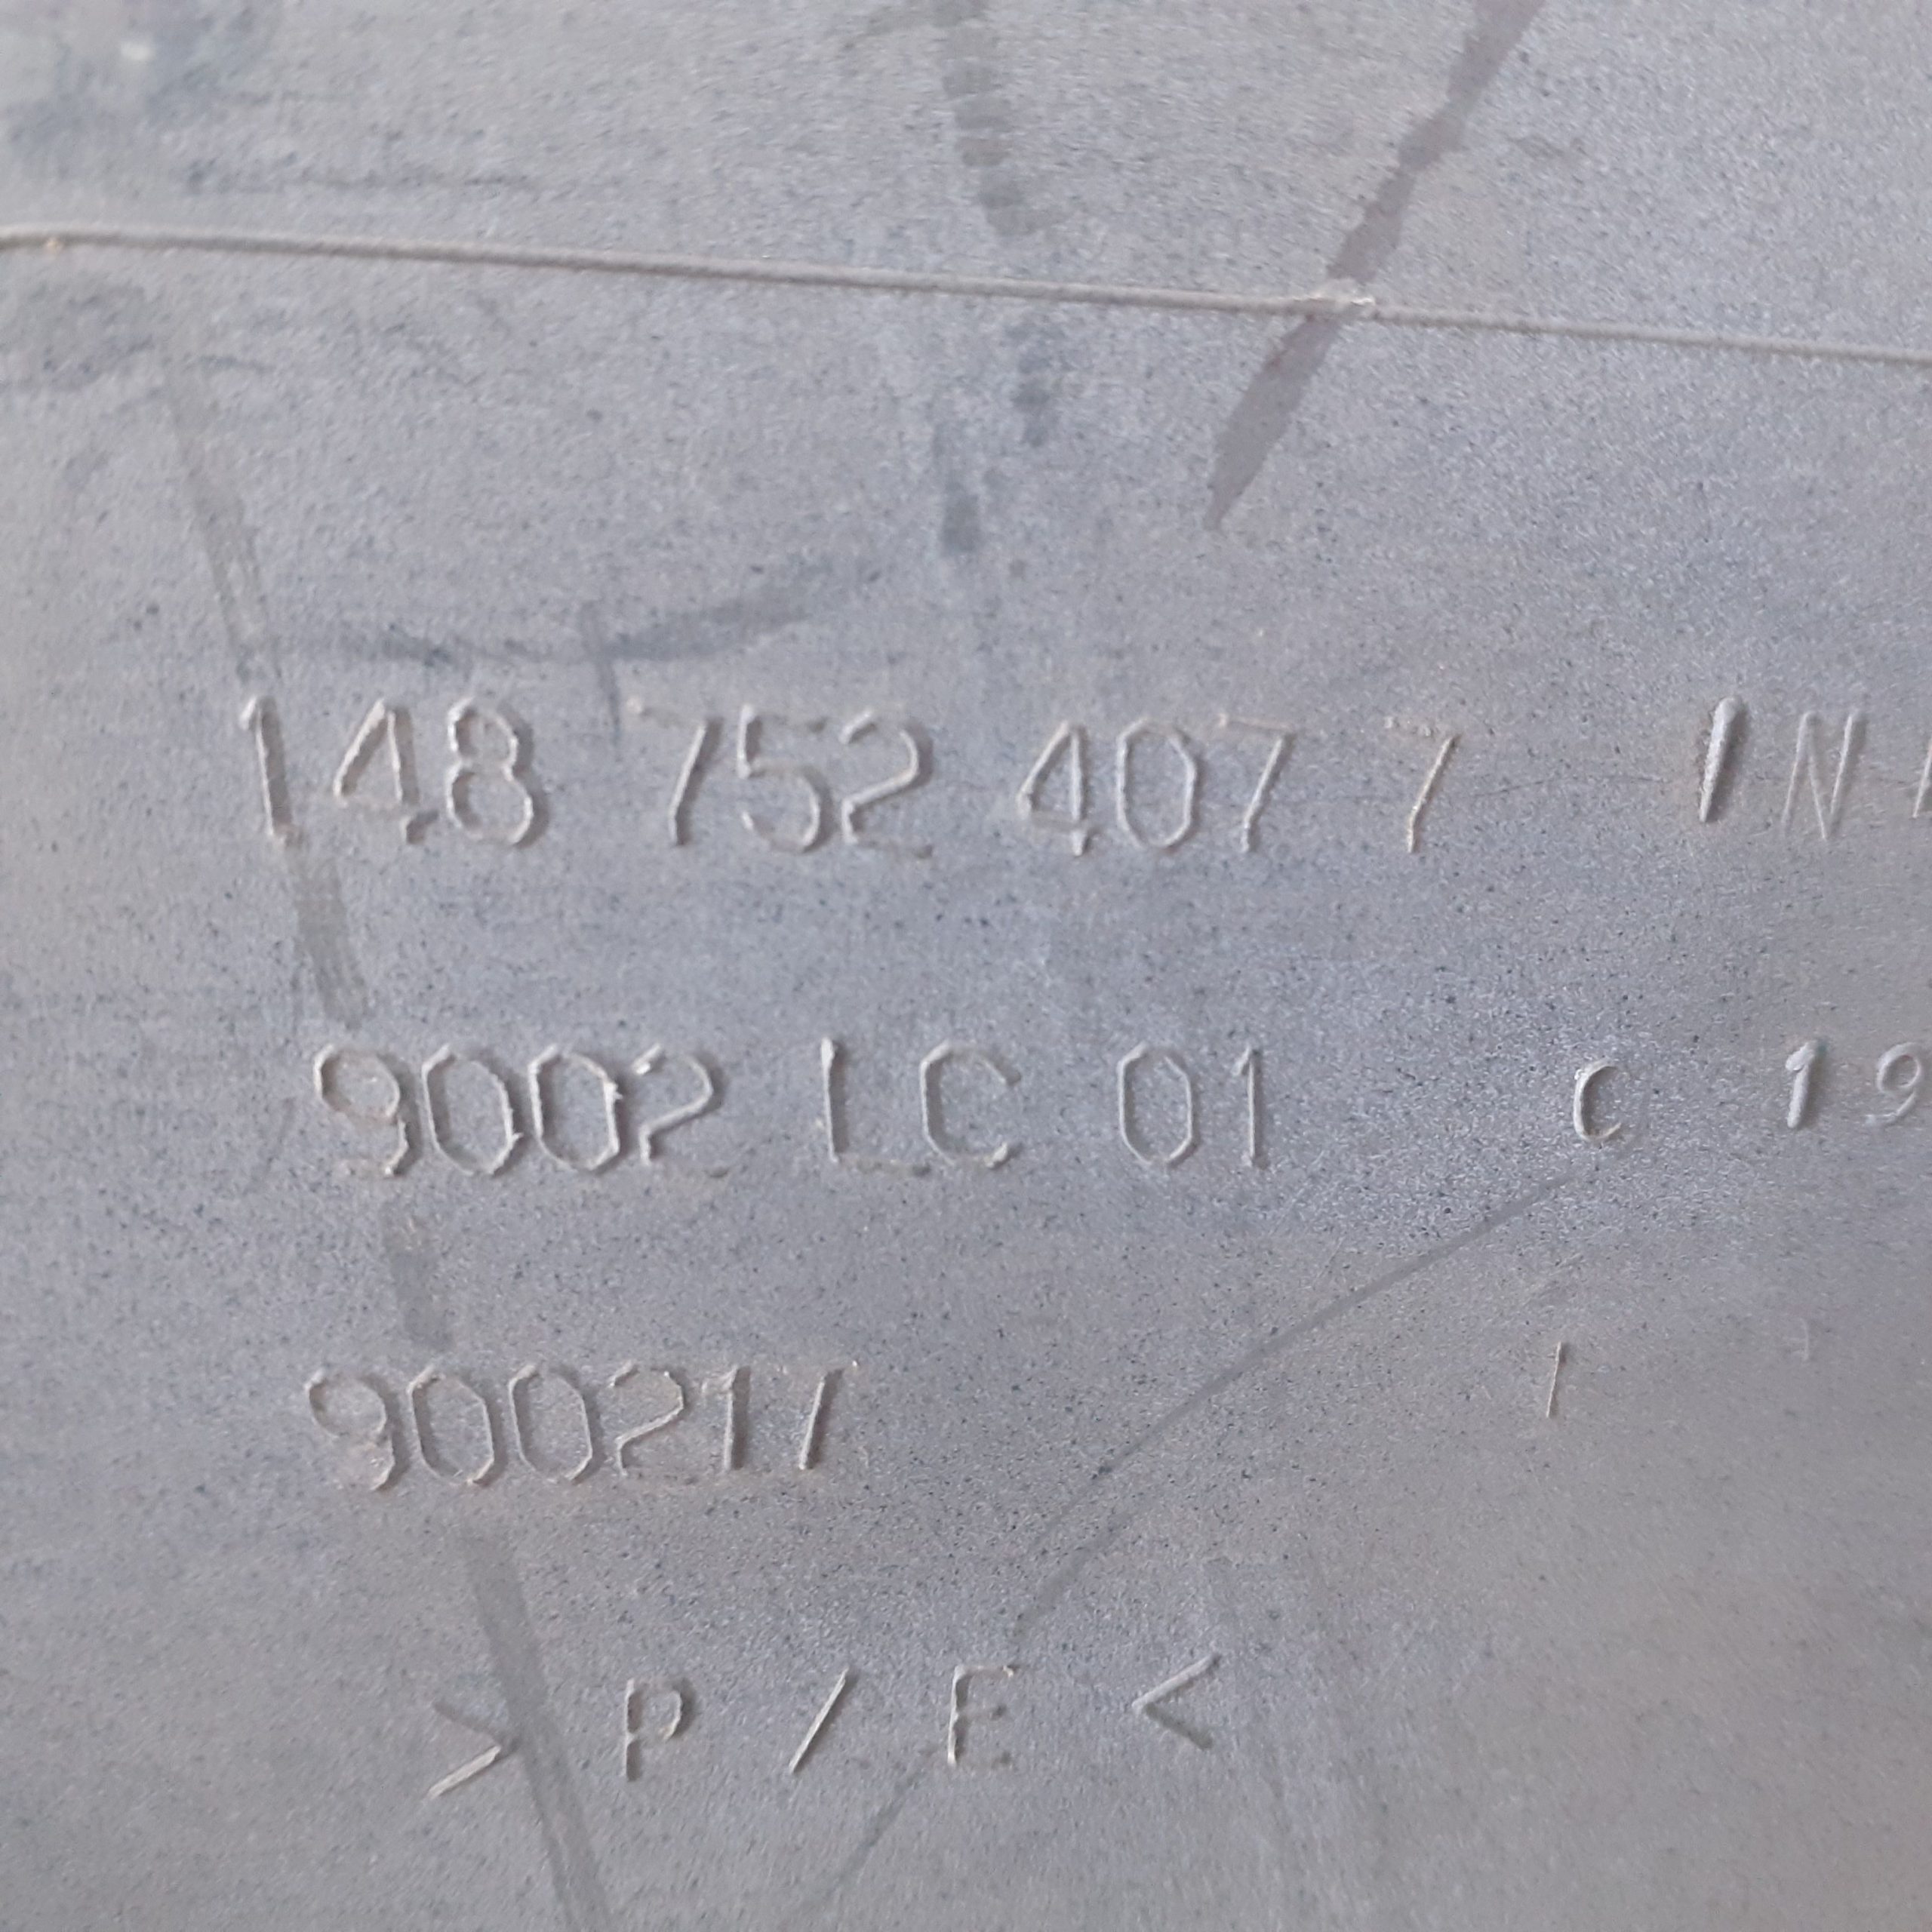 148 752 407 7 IN
9002 LC 01 C 19
900217
> P / E <